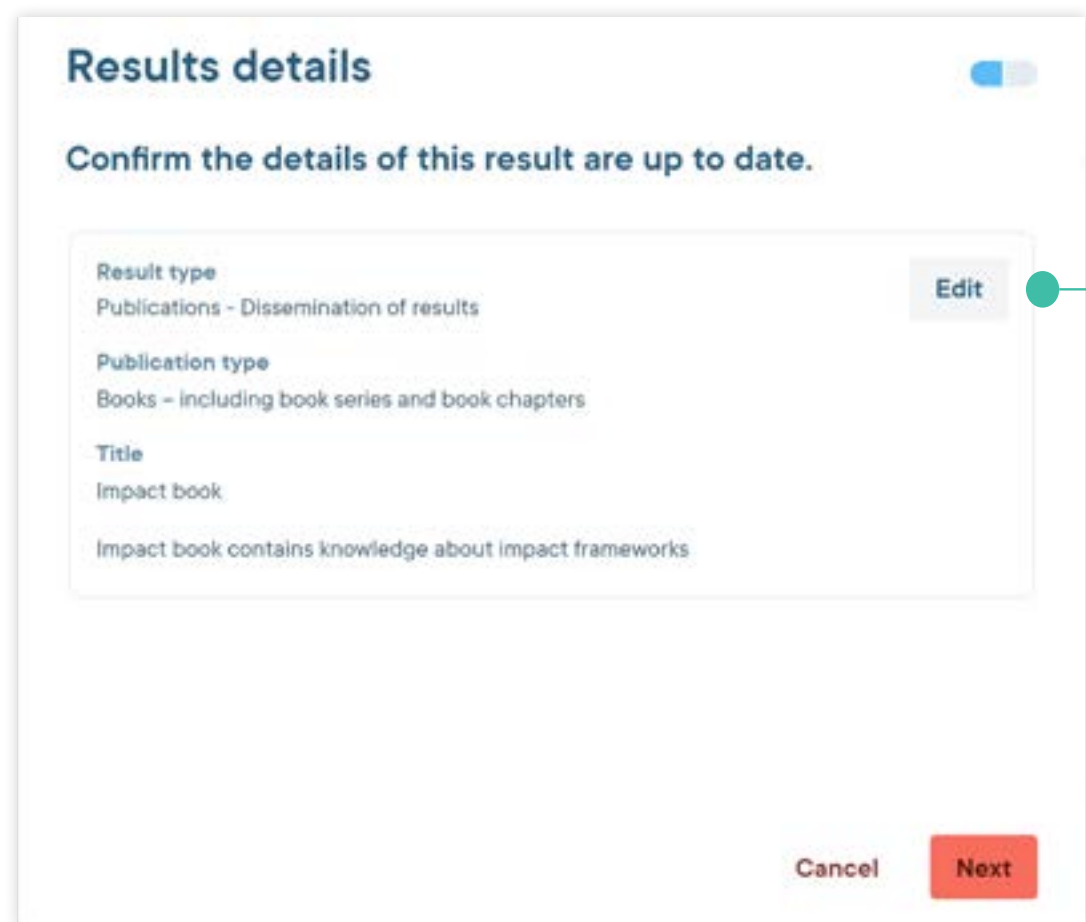 Results details
Confirm the details of this result are up to date.
Result type
Edit
Publications - Dissemination of results
Publication type
Books – including book series and book chapters
Title
Impact book
Impact book contains knowledge about impact frameworks
Cancel
Next